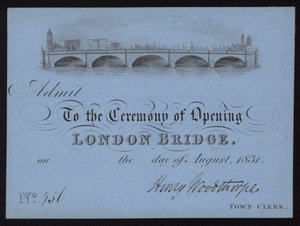 Admit
To the Ceremony of Opening
LONDON BRIDGE.
on the day of August, 1831.
Henry Woodthorpe
TOWN CLERK.
No. 756